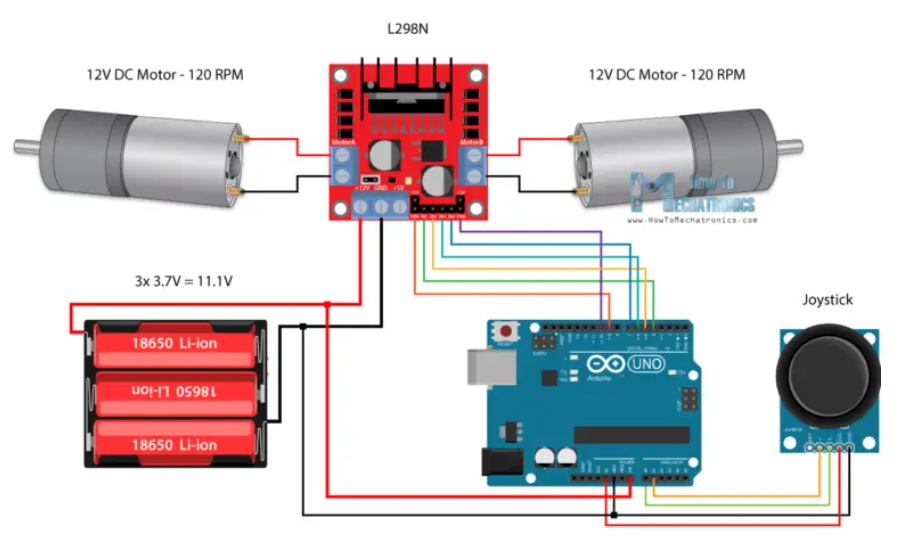 L298N
12V DC Motor - 120 RPM
12V DC Motor - 120 RPM
MotorA
MotorB
+12V GND +5V
HOW TO
MECHATRONICS
www.HowToMechatronics.com
3x 3.7V = 11.1V
18650 Li-ion
18650 Li-ion
18650 Li-ion
Joystick
UNO
Arduino
POWER